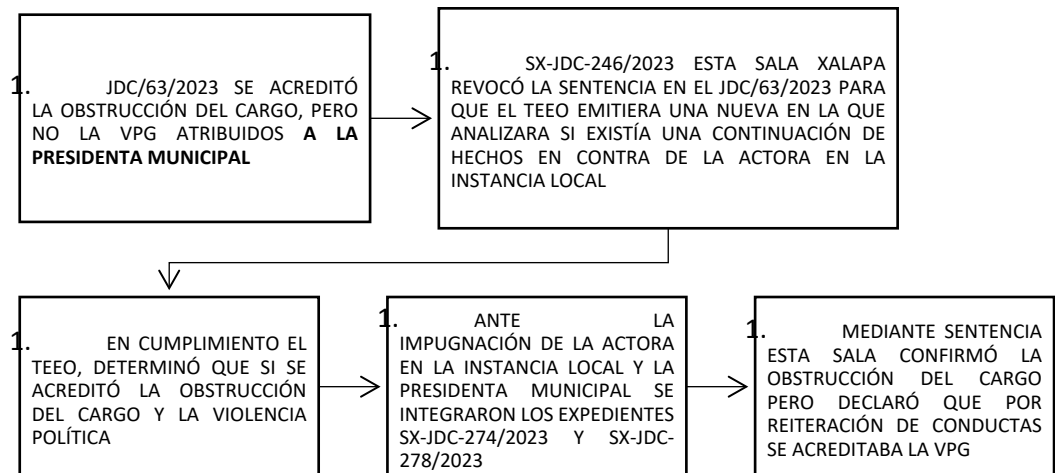 1. JDC/63/2023 SE ACREDITÓ
LA OBSTRUCCIÓN DEL CARGO, PERO
NO LA VPG ATRIBUIDOS A LA
PRESIDENTA MUNICIPAL
1. SX-JDC-246/2023 ESTA SALA XALAPA
REVOCÓ LA SENTENCIA EN EL JDC/63/2023 PARA
QUE EL TEEO EMITIERA UNA NUEVA EN LA QUE
ANALIZARA SI EXISTÍA UNA CONTINUACIÓN DE
HECHOS EN CONTRA DE LA ACTORA EN LA
INSTANCIA LOCAL
1. EN CUMPLIMIENTO EL
TEEO, DETERMINÓ QUE SI SE
ACREDITÓ LA OBSTRUCCIÓN
DEL CARGO Y LA VIOLENCIA
POLÍTICA
1. ANTE LA
IMPUGNACIÓN DE LA ACTORA
EN LA INSTANCIA LOCAL Y LA
PRESIDENTA MUNICIPAL SE
INTEGRARON LOS EXPEDIENTES
SX-JDC-274/2023 Y SX-JDC-
278/2023
1. MEDIANTE SENTENCIA
ESTA SALA CONFIRMÓ LA
OBSTRUCCIÓN DEL CARGO
PERO DECLARÓ QUE POR
REITERACIÓN DE CONDUCTAS
SE ACREDITABA LA VPG